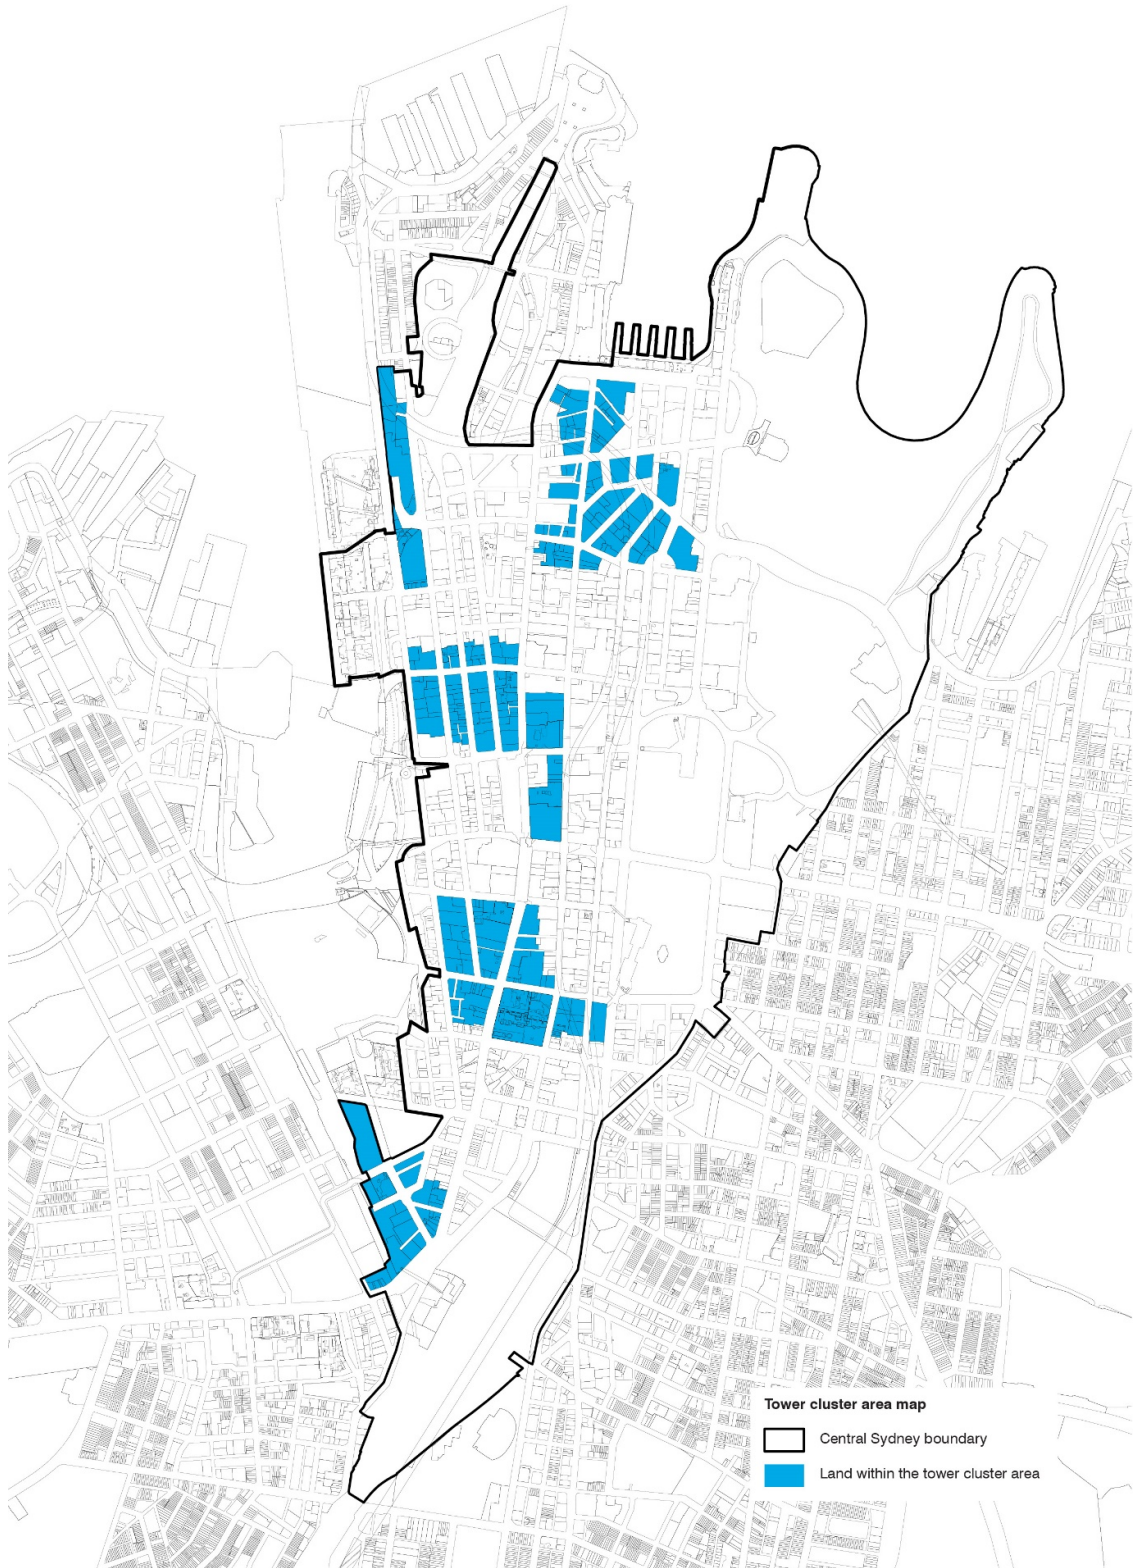 Tower cluster area map
Central Sydney boundary
Land within the tower cluster area